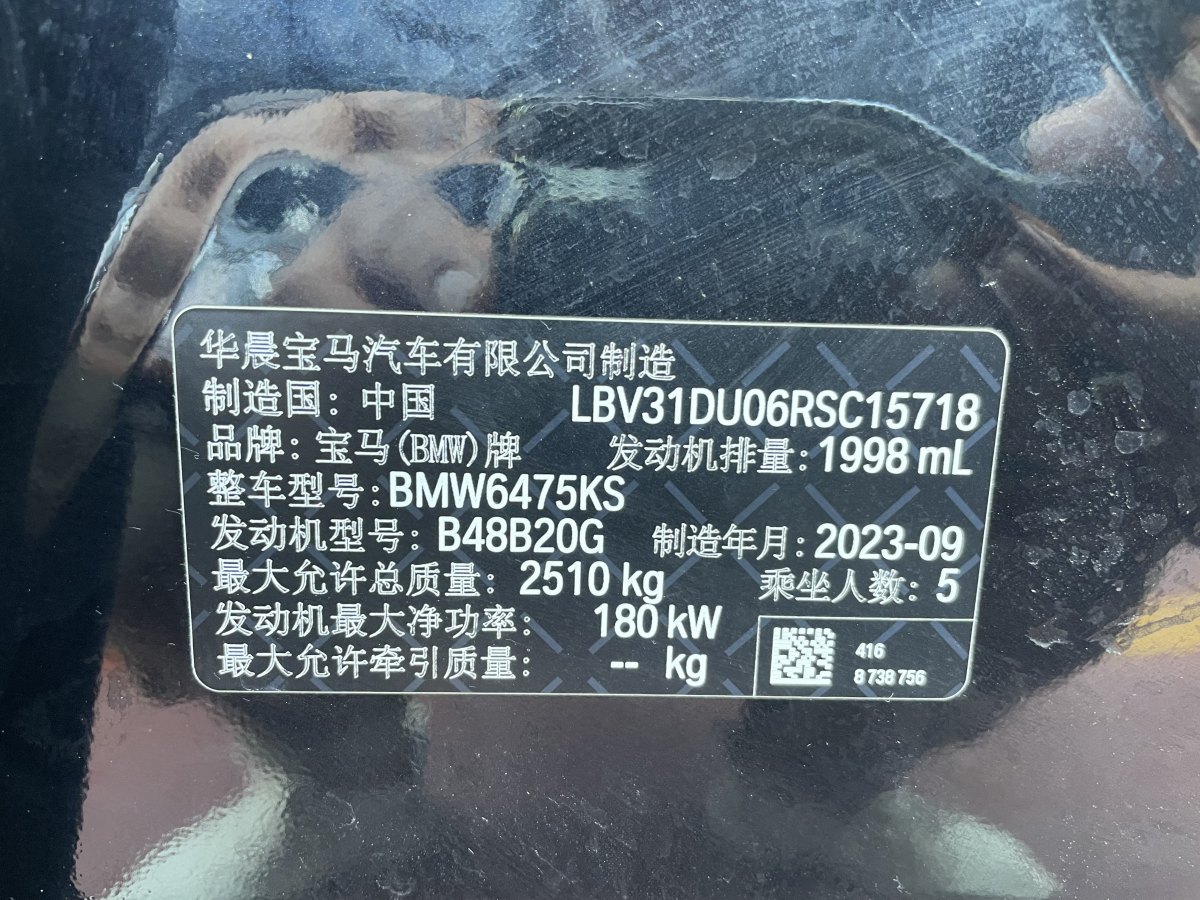 华晨宝马汽车有限公司制造
制造国：中国 LBV31DU06RSC15718
品牌：宝马(BMW)牌 发动机排量：1998 mL
整车型号：BMW6475KS
发动机型号：B48B20G 制造年月：2023-09
最大允许总质量：2510 kg 乘坐人数：5
发动机最大净功率：180 kW
最大允许牵引质量：-- kg
416
8 738 756